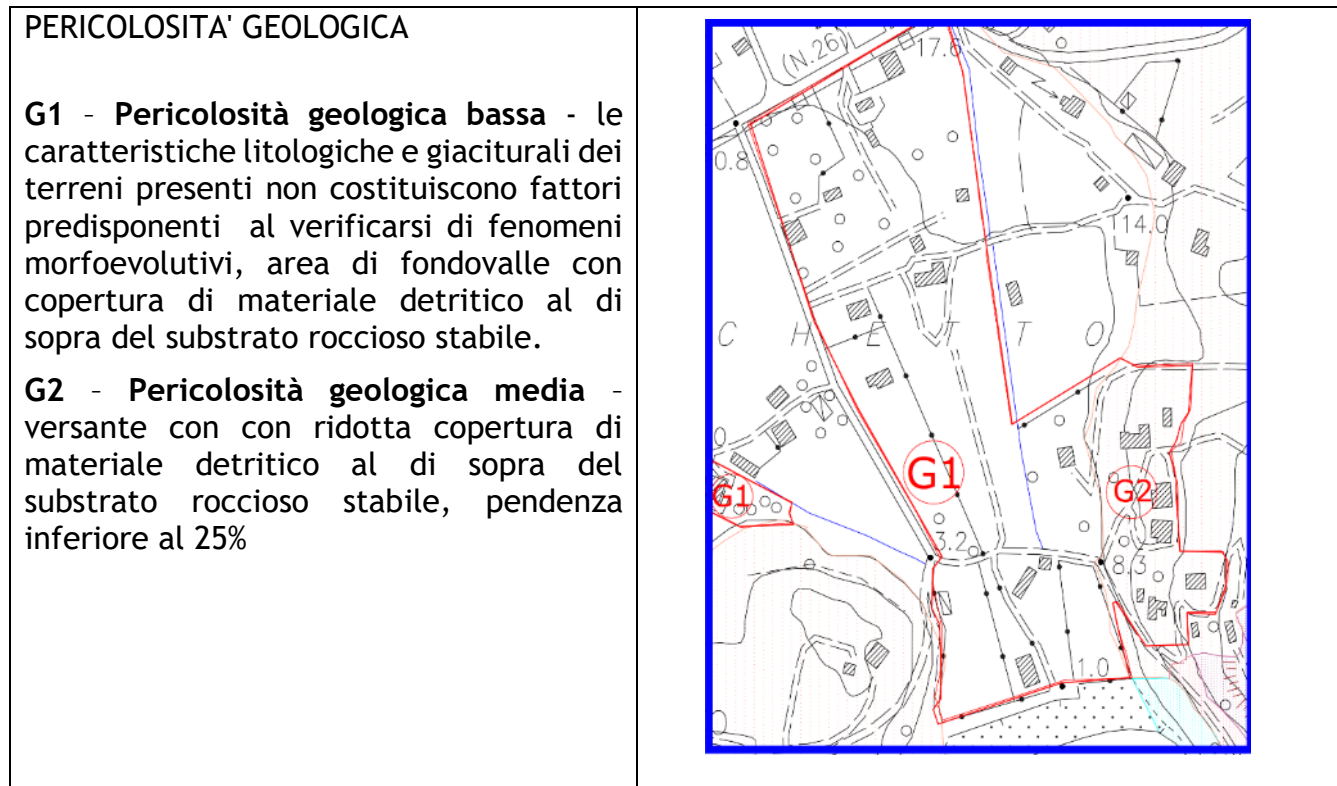 PERICOLOSITA' GEOLOGICA
G1 – Pericolosità geologica bassa - le
caratteristiche litologiche e giaciturali dei
terreni presenti non costituiscono fattori
predisponenti al verificarsi di fenomeni
morfoevolutivi, area di fondovalle con
copertura di materiale detritico al di
sopra del substrato roccioso stabile.
G2 – Pericolosità geologica media –
versante con con ridotta copertura di
materiale detritico al di sopra del
substrato roccioso stabile, pendenza
inferiore al 25%
(N.26)
17.6
0.8
14.0
C H E T T O
G1
G1
G2
3.2
8.3
1.0